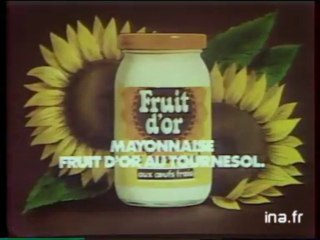 Fruit
d'or
MAYONNAISE
FRUIT D'OR AU TOURNESOL.
aux œufs frais
ina.fr